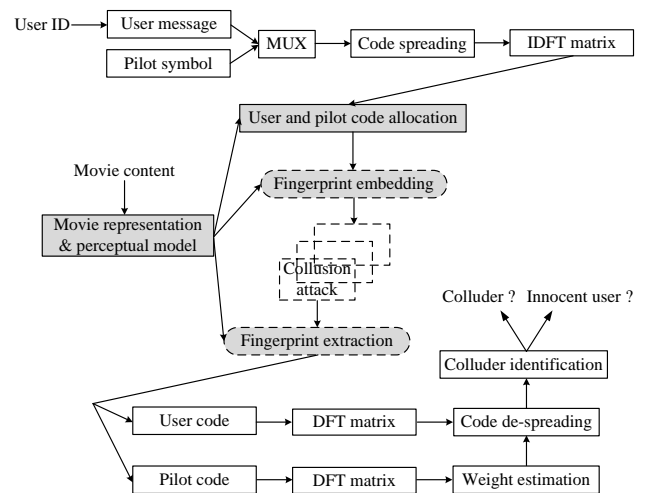 User ID
User message
Pilot symbol
MUX
Code spreading
IDFT matrix
User and pilot code allocation
Movie content
Fingerprint embedding
Movie representation
& perceptual model
Collusion
attack
Colluder ?
Innocent user ?
Fingerprint extraction
Colluder identification
User code
DFT matrix
Code de-spreading
Pilot code
DFT matrix
Weight estimation